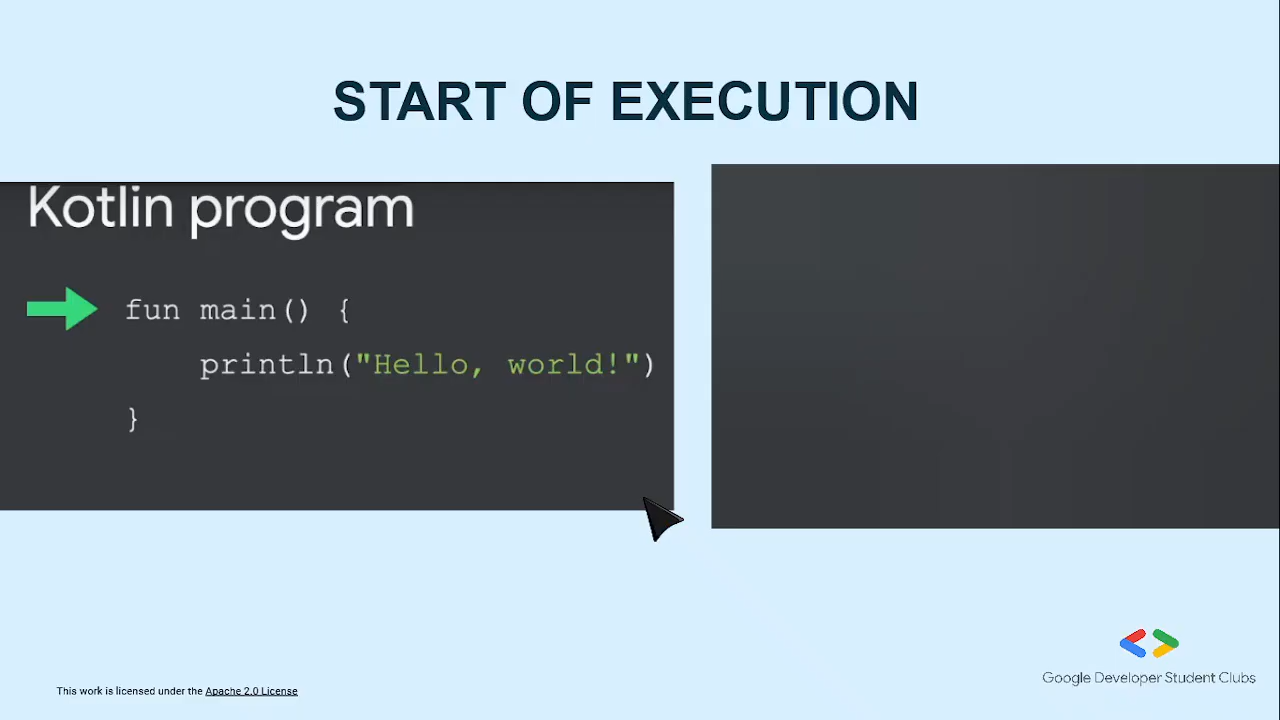 START OF EXECUTION
Kotlin program
fun main() {
println("Hello, world!")
}
Google Developer Student Clubs
This work is licensed under the Apache 2.0 License